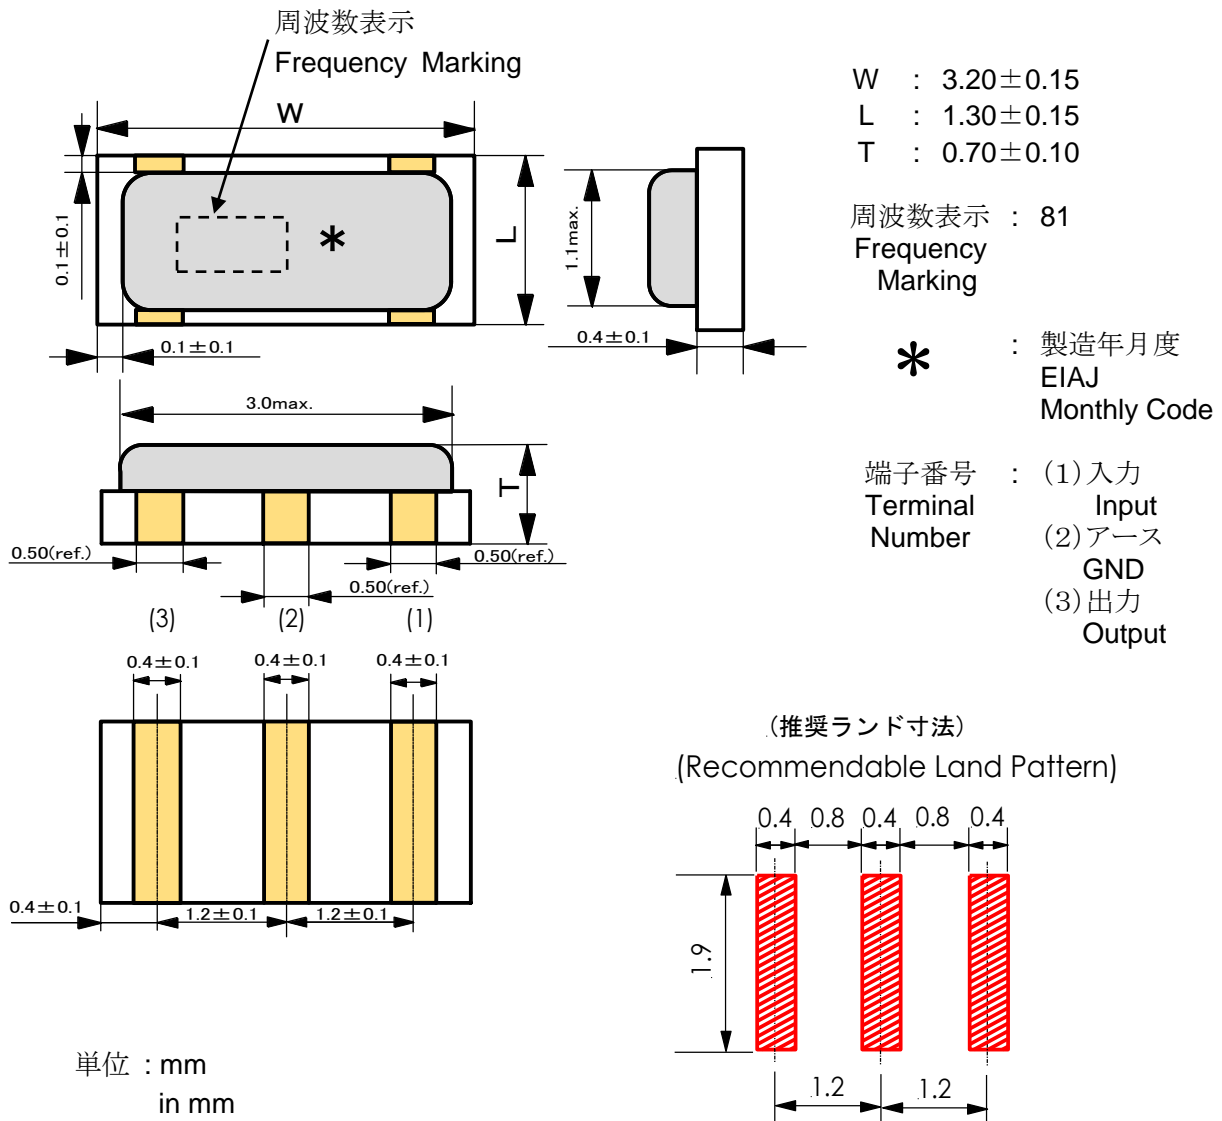 周波数表示
Frequency Marking
W
L
0.1±0.1
0.1±0.1
1.1max.
0.4±0.1
W : 3.20±0.15
L : 1.30±0.15
T : 0.70±0.10
周波数表示 : 81
Frequency
Marking
* : 製造年月度
EIAJ
Monthly Code
端子番号 : (1)入力
Terminal Input
Number (2)アース
GND
(3)出力
Output
3.0max.
T
0.50(ref.)
0.50(ref.)
0.50(ref.)
(3) (2) (1)
0.4±0.1 0.4±0.1 0.4±0.1
0.4±0.1 1.2±0.1 1.2±0.1
(推奨ランド寸法)
(Recommendable Land Pattern)
0.4 0.8 0.4 0.8 0.4
1.9
1.2 1.2
単位 : mm
in mm